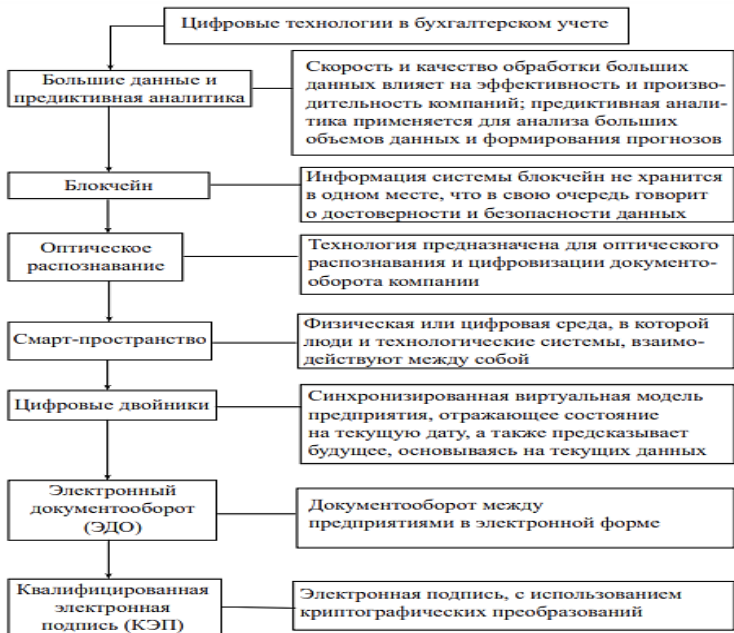 Цифровые технологии в бухгалтерском учете
Большие данные и
предиктивная аналитика
Скорость и качество обработки больших
данных влияет на эффективность и произво-
дительность компаний; предиктивная анали-
тика применяется для анализа больших
объемов данных и формирования прогнозов
Блокчейн
Информация системы блокчейн не хранится
в одном месте, что в свою очередь говорит
о достоверности и безопасности данных
Оптическое
распознавание
Технология предназначена для оптического
распознавания и цифровизации документо-
оборота компании
Смарт-пространство
Физическая или цифровая среда, в которой
люди и технологические системы, взаимо-
действуют между собой
Цифровые двойники
Синхронизированная виртуальная модель
предприятия, отражающее состояние
на текущую дату, а также предсказывает
будущее, основываясь на текущих данных
Электронный
документооборот
(ЭДО)
Документооборот между
предприятиями в электронной форме
Квалифицированная
электронная
подпись (КЭП)
Электронная подпись, с использованием
криптографических преобразований